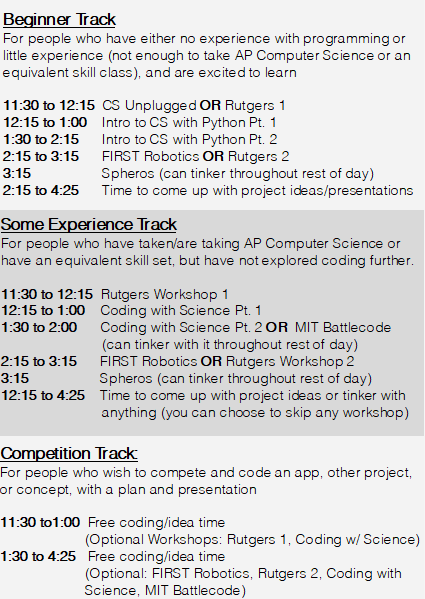 Beginner Track
For people who have either no experience with programming or
little experience (not enough to take AP Computer Science or an
equivalent skill class), and are excited to learn
11:30 to 12:15 CS Unplugged OR Rutgers 1
12:15 to 1:00 Intro to CS with Python Pt. 1
1:30 to 2:15 Intro to CS with Python Pt. 2
2:15 to 3:15 FIRST Robotics OR Rutgers 2
3:15 Spheros (can tinker throughout rest of day)
2:15 to 4:25 Time to come up with project ideas/presentations
Some Experience Track
For people who have taken/are taking AP Computer Science or
have an equivalent skill set, but have not explored coding further.
11:30 to 12:15 Rutgers Workshop 1
12:15 to 1:00 Coding with Science Pt. 1
1:30 to 2:00 Coding with Science Pt. 2 OR MIT Battlecode
(can tinker with it throughout rest of day)
2:15 to 3:15 FIRST Robotics OR Rutgers Workshop 2
3:15 Spheros (can tinker throughout rest of day)
12:15 to 4:25 Time to come up with project ideas or tinker with
anything (you can choose to skip any workshop)
Competition Track:
For people who wish to compete and code an app, other project,
or concept, with a plan and presentation
11:30 to1:00 Free coding/idea time
(Optional Workshops: Rutgers 1, Coding w/ Science)
1:30 to 4:25 Free coding/idea time
(Optional: FIRST Robotics, Rutgers 2, Coding with
Science, MIT Battlecode)